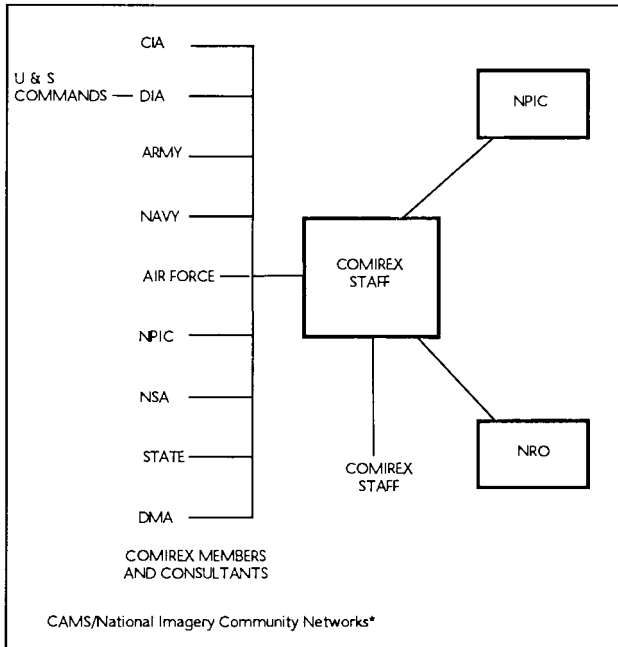 CIA
U & S
COMMANDS
DIA
ARMY
NAVY
AIR FORCE
NPIC
NSA
STATE
DMA
COMIREX MEMBERS
AND CONSULTANTS
COMIREX
STAFF
NPIC
NRO
COMIREX
STAFF
CAMS/National Imagery Community Networks*